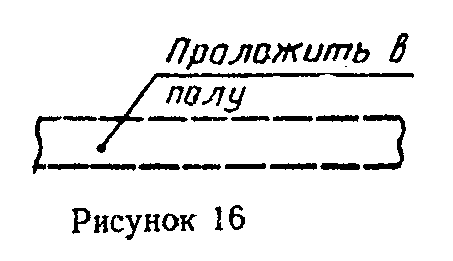 Проложить в
полу
Рисунок 16